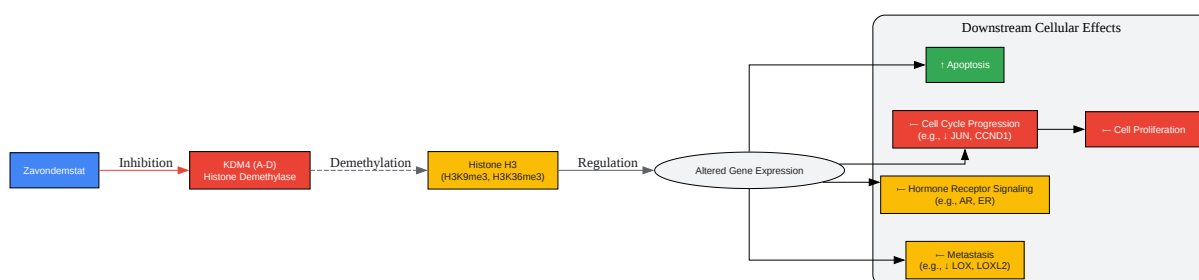 Downstream Cellular Effects
↑ Apoptosis
← Cell Cycle Progression
(e.g., ↓ JUN, CCND1)
← Cell Proliferation
Inhibition
Demethylation
Regulation
Zavondemstat
KDM4 (A-D)
Histone Demethylase
Histone H3
(H3K9me3, H3K36me3)
Altered Gene Expression
← Hormone Receptor Signaling
(e.g., AR, ER)
← Metastasis
(e.g., ↓ LOX, LOXL2)